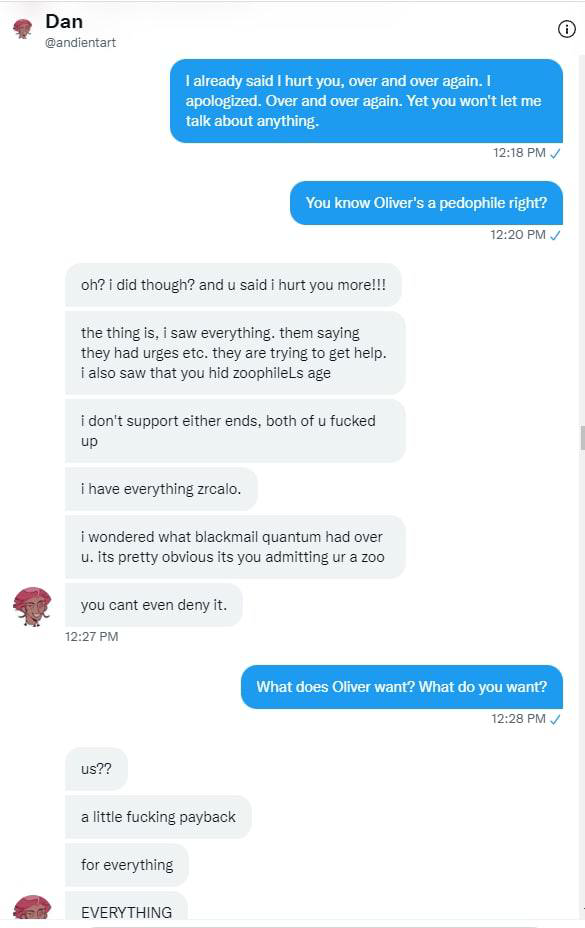 Dan
@andientart
I already said I hurt you, over and over again. I
apologized. Over and over again. Yet you won't let me
talk about anything.
12:18 PM
You know Oliver's a pedophile right?
12:20 PM
oh? i did though? and u said i hurt you more!!!
the thing is, i saw everything. them saying
they had urges etc. they are trying to get help.
i also saw that you hid zoophileLs age
i don't support either ends, both of u fucked
up
i have everything zrcalo.
i wondered what blackmail quantum had over
u. its pretty obvious its you admitting ur a zoo
you cant even deny it.
12:27 PM
What does Oliver want? What do you want?
12:28 PM
us??
a little fucking payback
for everything
EVERYTHING